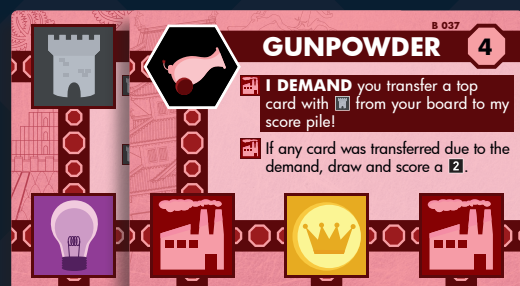 B 037
GUNPOWDER
4
I DEMAND you transfer a top
card with from your board to my
score pile!
If any card was transferred due to the
demand, draw and score a 2.